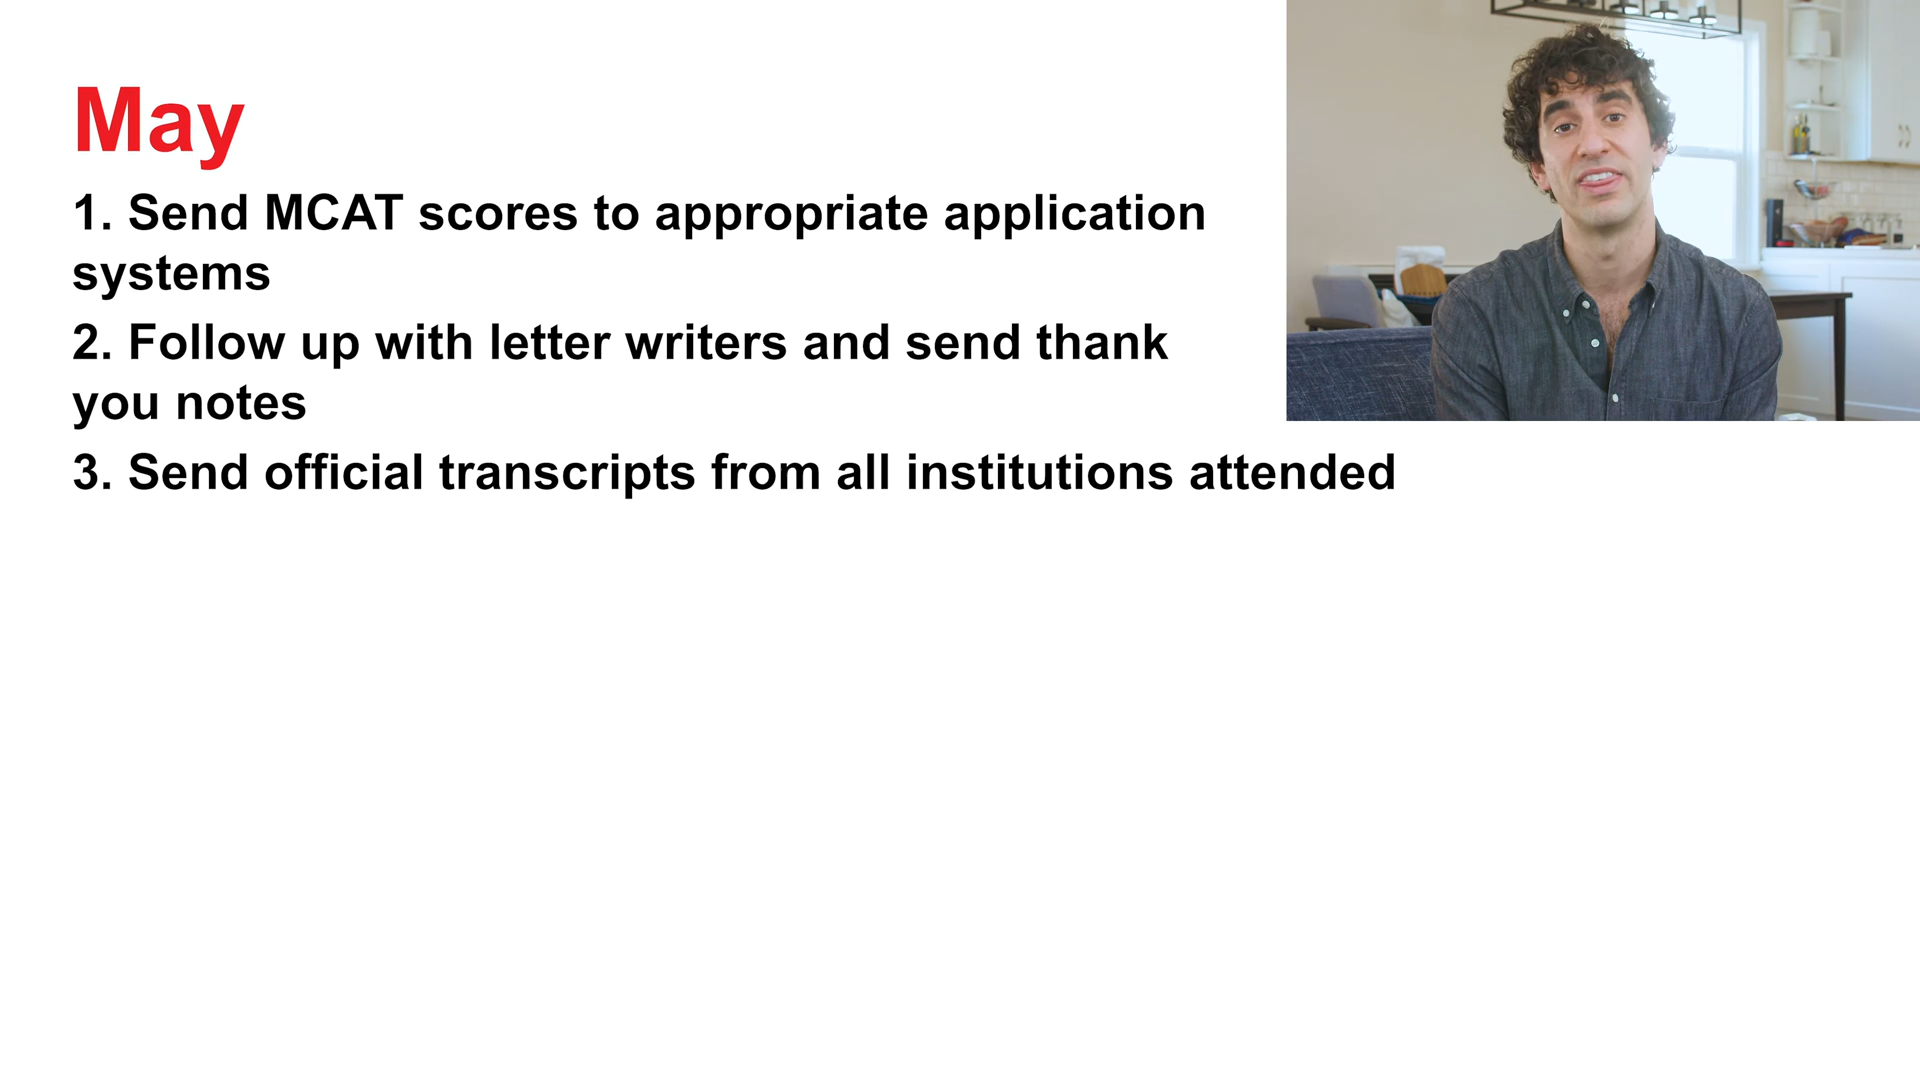 May
1. Send MCAT scores to appropriate application
systems
2. Follow up with letter writers and send thank
you notes
3. Send official transcripts from all institutions attended